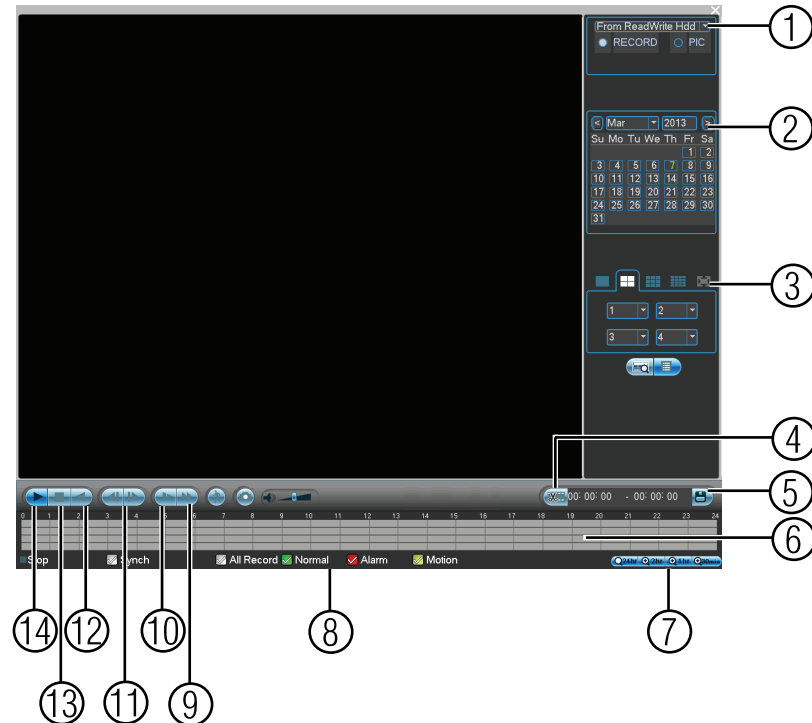 From ReadWrite Hdd
RECORD PIC
1
< Mar 2013 >
Su Mo Tu We Th Fr Sa
1 2
3 4 5 6 7 8 9
10 11 12 13 14 15 16
17 18 19 20 21 22 23
24 25 26 27 28 29 30
31
2
3
1 2
3 4
4
00: 00: 00 - 00: 00: 00
5
0 1 2 3 4 5 6 7 8 9 10 11 12 13 14 15 16 17 18 19 20 21 22 23 24
6
Stop Synch All Record Normal Alarm Motion
24hr 2hr 1hr 30min
14 12 10 8 7
13 11 9